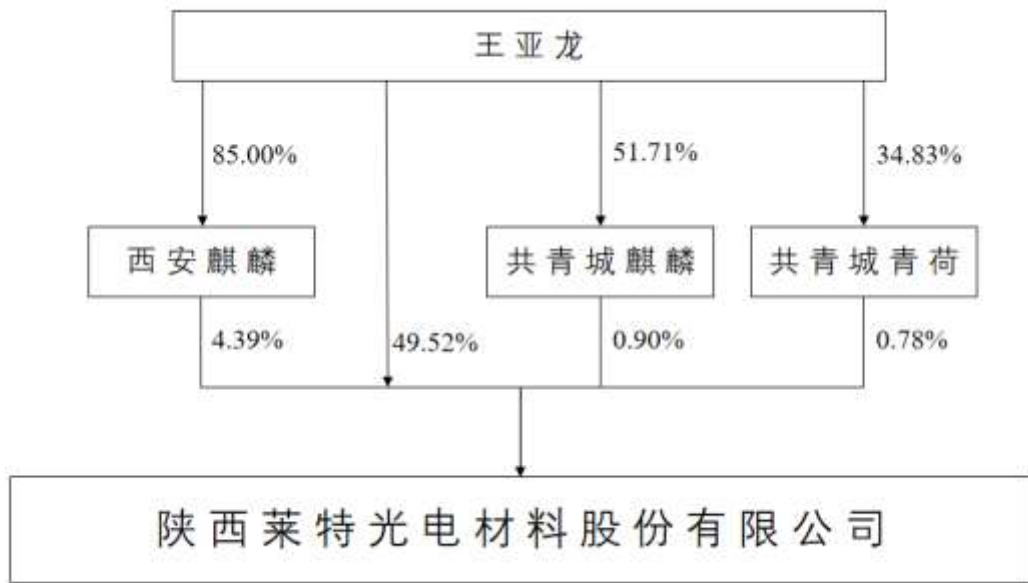 王亚龙
85.00%
51.71%
34.83%
西安麒麟
共青城麒麟
共青城青荷
4.39%
49.52%
0.90%
0.78%
陕西莱特光电材料股份有限公司